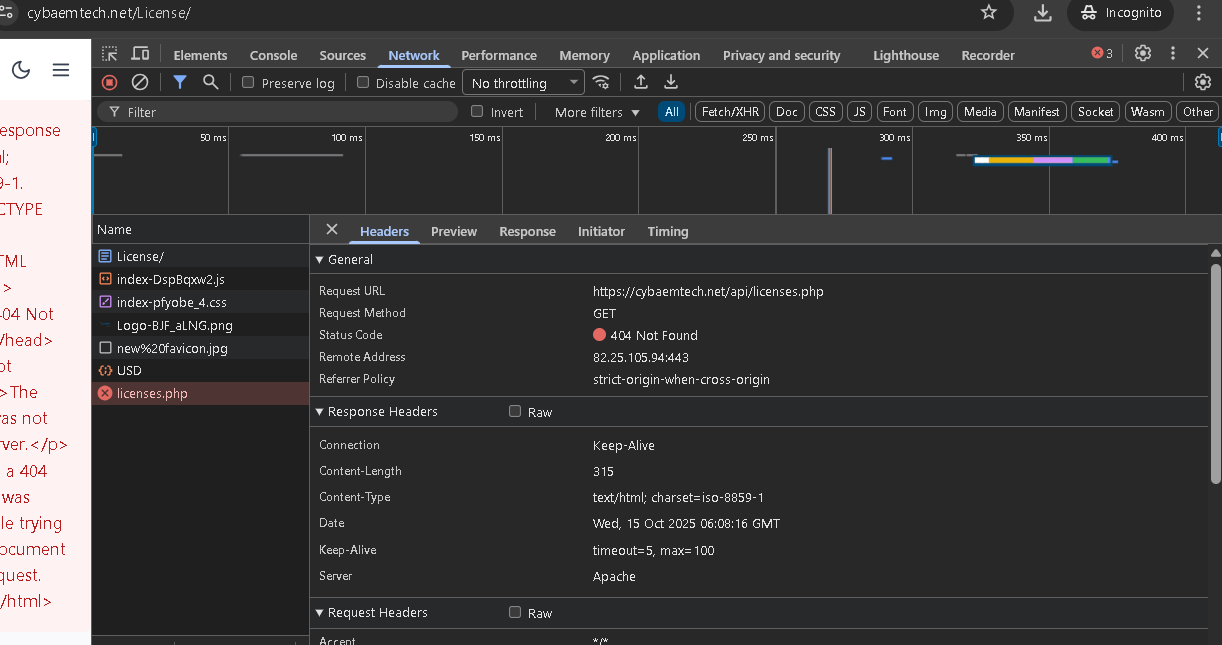 cybaemtech.net/License/
Incognito
Elements Console Sources Network Performance Memory Application Privacy and security Lighthouse Recorder 3
Preserve log Disable cache No throttling
Filter Invert More filters All Fetch/XHR Doc CSS JS Font Img Media Manifest Socket Wasm Other
50 ms 100 ms 150 ms 200 ms 250 ms 300 ms 350 ms 400 ms
esponse
l;
9-1.
CTYPE
TML
>
404 Not
/head>
ot
>The
was not
rver.</p>
a 404
was
le trying
ocument
quest.
/html>
Name
License/
index-DspBqxw2.js
index-pfyobe_4.css
Logo-BJF_aLNG.png
new%20favicon.jpg
USD
licenses.php
Headers Preview Response Initiator Timing
General
Request URL https://cybaemtech.net/api/licenses.php
Request Method GET
Status Code 404 Not Found
Remote Address 82.25.105.94:443
Referrer Policy strict-origin-when-cross-origin
Response Headers Raw
Connection Keep-Alive
Content-Length 315
Content-Type text/html; charset=iso-8859-1
Date Wed, 15 Oct 2025 06:08:16 GMT
Keep-Alive timeout=5, max=100
Server Apache
Request Headers Raw
Accept */*